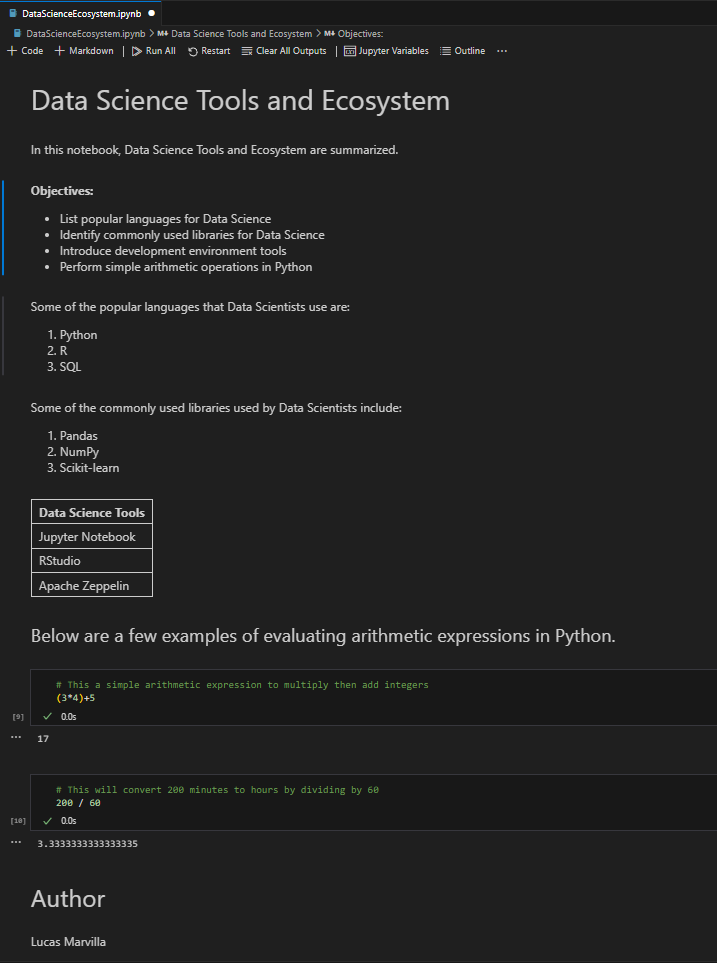 DataScienceEcosystem.ipynb ●
DataScienceEcosystem.ipynb > M↓ Data Science Tools and Ecosystem > M↓ Objectives:
+ Code + Markdown | Run All Restart Clear All Outputs | Jupyter Variables Outline ...
Data Science Tools and Ecosystem
In this notebook, Data Science Tools and Ecosystem are summarized.
Objectives:
• List popular languages for Data Science
• Identify commonly used libraries for Data Science
• Introduce development environment tools
• Perform simple arithmetic operations in Python
Some of the popular languages that Data Scientists use are:
1. Python
2. R
3. SQL
Some of the commonly used libraries used by Data Scientists include:
1. Pandas
2. NumPy
3. Scikit-learn
Data Science Tools
Jupyter Notebook
RStudio
Apache Zeppelin
Below are a few examples of evaluating arithmetic expressions in Python.
# This a simple arithmetic expression to multiply then add integers
(3*4)+5
[9] ✓ 0.0s
... 17
# This will convert 200 minutes to hours by dividing by 60
200 / 60
[10] ✓ 0.0s
... 3.3333333333333335
Author
Lucas Marvilla